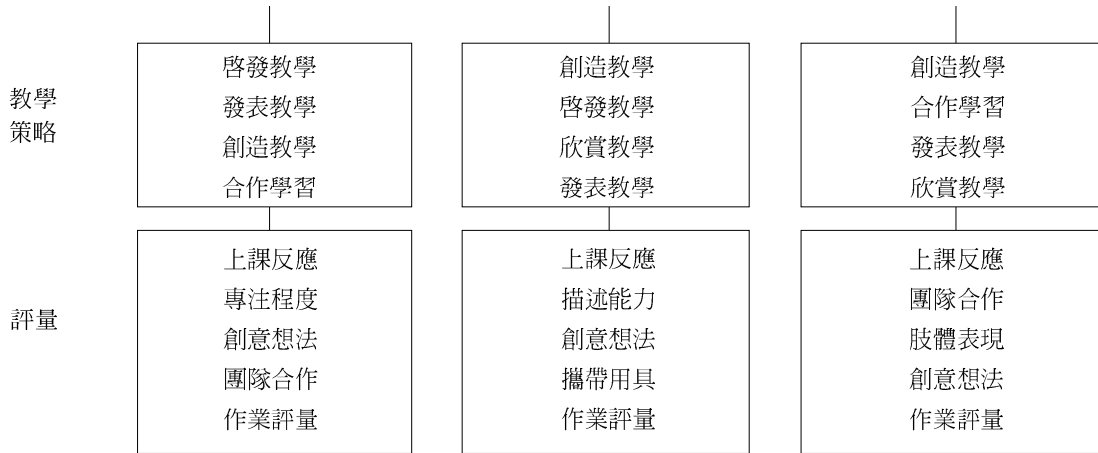 教學
策略
啓發教學
發表教學
創造教學
合作學習
創造教學
啓發教學
欣賞教學
發表教學
創造教學
合作學習
發表教學
欣賞教學
評量
上課反應
專注程度
創意想法
團隊合作
作業評量
上課反應
描述能力
創意想法
攜帶用具
作業評量
上課反應
團隊合作
肢體表現
創意想法
作業評量